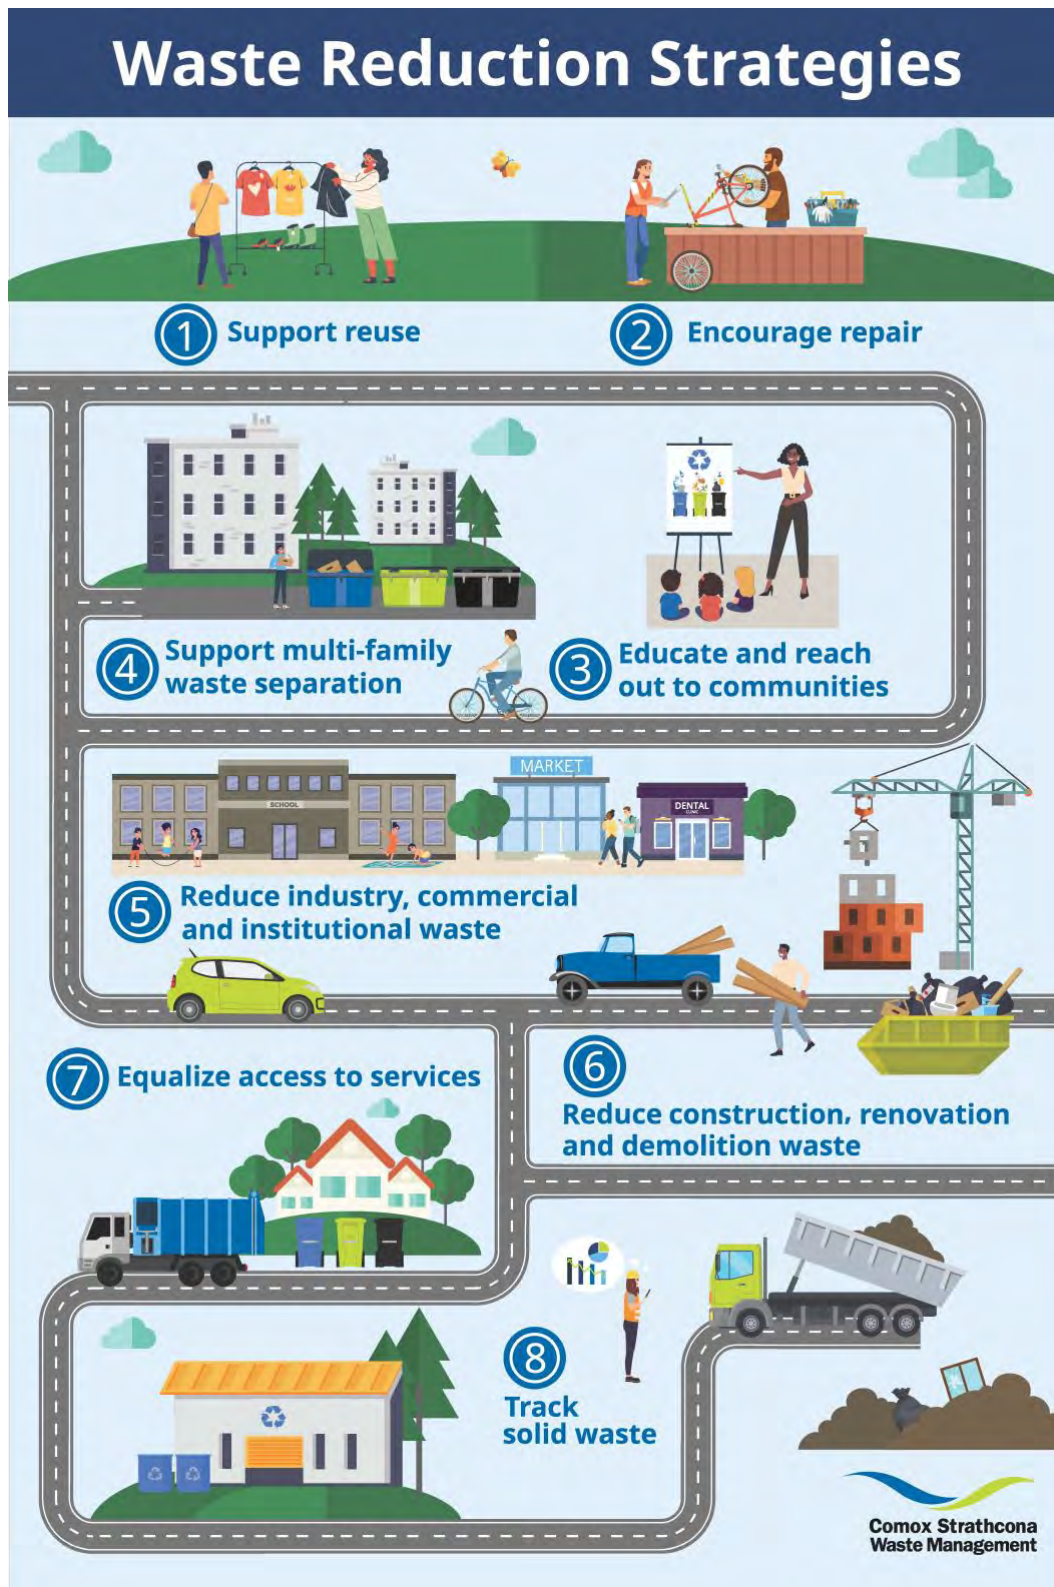 Waste Reduction Strategies
1 Support reuse
2 Encourage repair
3 Educate and reach
out to communities
4 Support multi-family
waste separation
MARKET
SCHOOL
DENTAL
CLINIC
5 Reduce industry, commercial
and institutional waste
6
Reduce construction, renovation
and demolition waste
7 Equalize access to services
8
Track
solid waste
Comox Strathcona
Waste Management